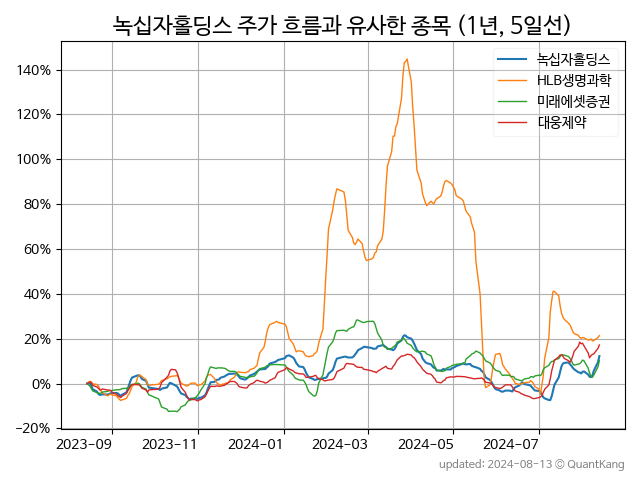 녹십자홀딩스 주가 흐름과 유사한 종목 (1년, 5일선)
녹십자홀딩스
HLB생명과학
미래에셋증권
대웅제약
140%
120%
100%
80%
60%
40%
20%
0%
−20%
2023-09 2023-11 2024-01 2024-03 2024-05 2024-07
updated: 2024-08-13 © QuantKang